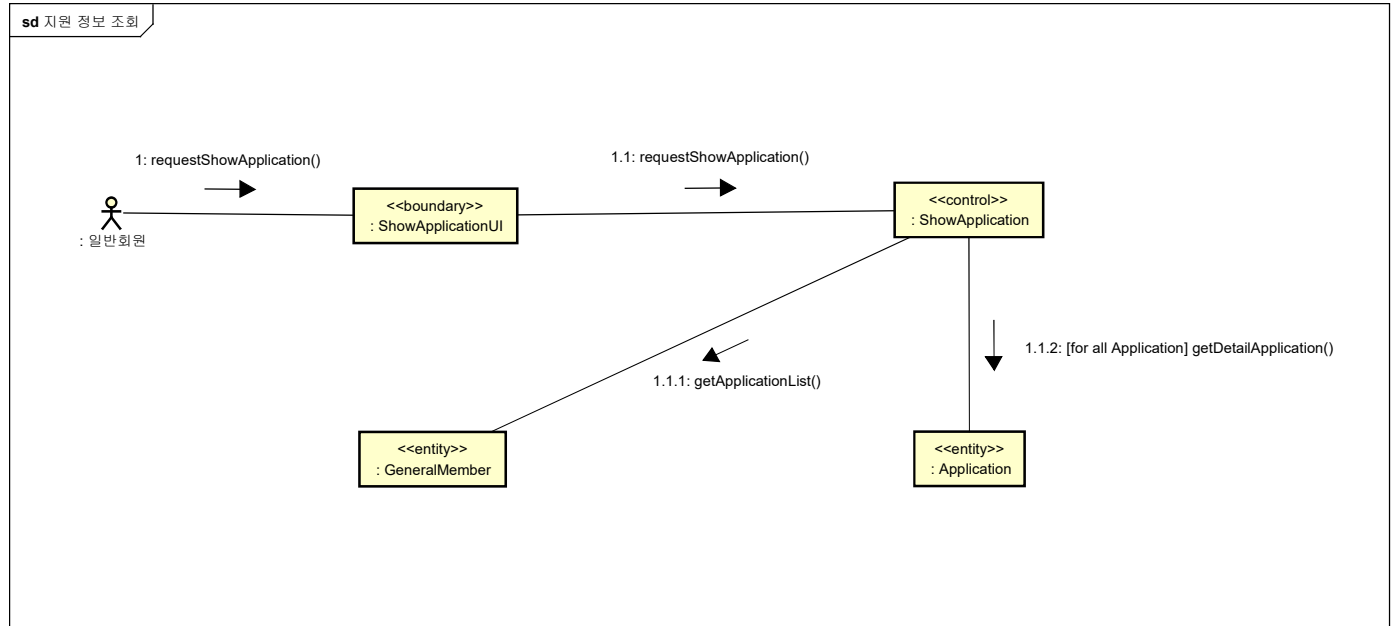 sd 지원 정보 조회
1: requestShowApplication()
1.1: requestShowApplication()
: 일반회원
<<boundary>>
: ShowApplicationUI
<<control>>
: ShowApplication
1.1.2: [for all Application] getDetailApplication()
1.1.1: getApplicationList()
<<entity>>
: GeneralMember
<<entity>>
: Application